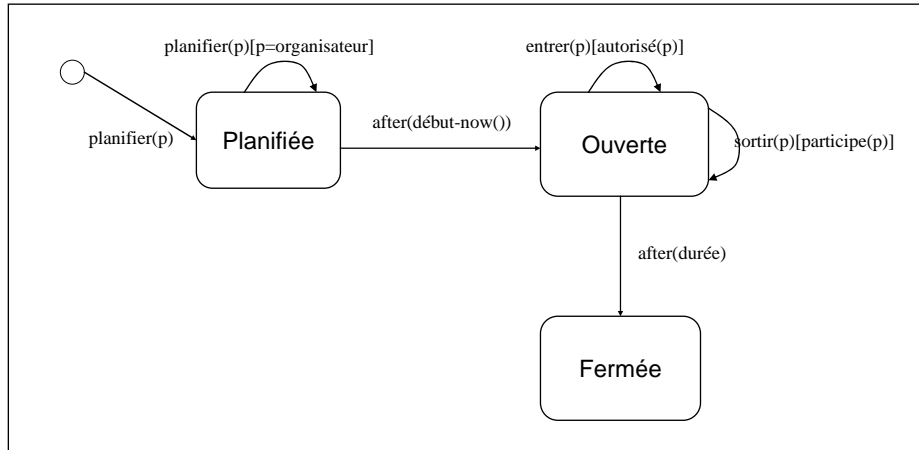 planifier(p)[p=organisateur]
entrer(p)[autorisé(p)]
planifier(p)
Planifiée
after(début-now())
Ouverte
sortir(p)[participe(p)]
after(durée)
Fermée